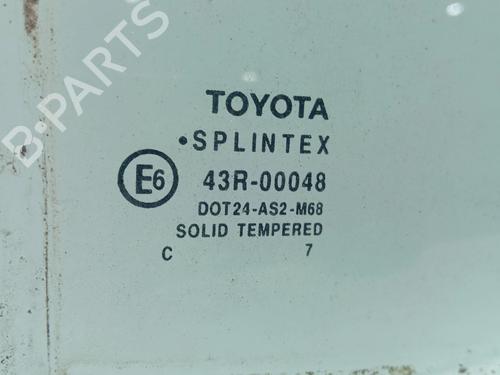 B-PARTS
TOYOTA
•SPLINTEX
E6 43R-00048
DOT24-AS2-M68
SOLID TEMPERED
C 7